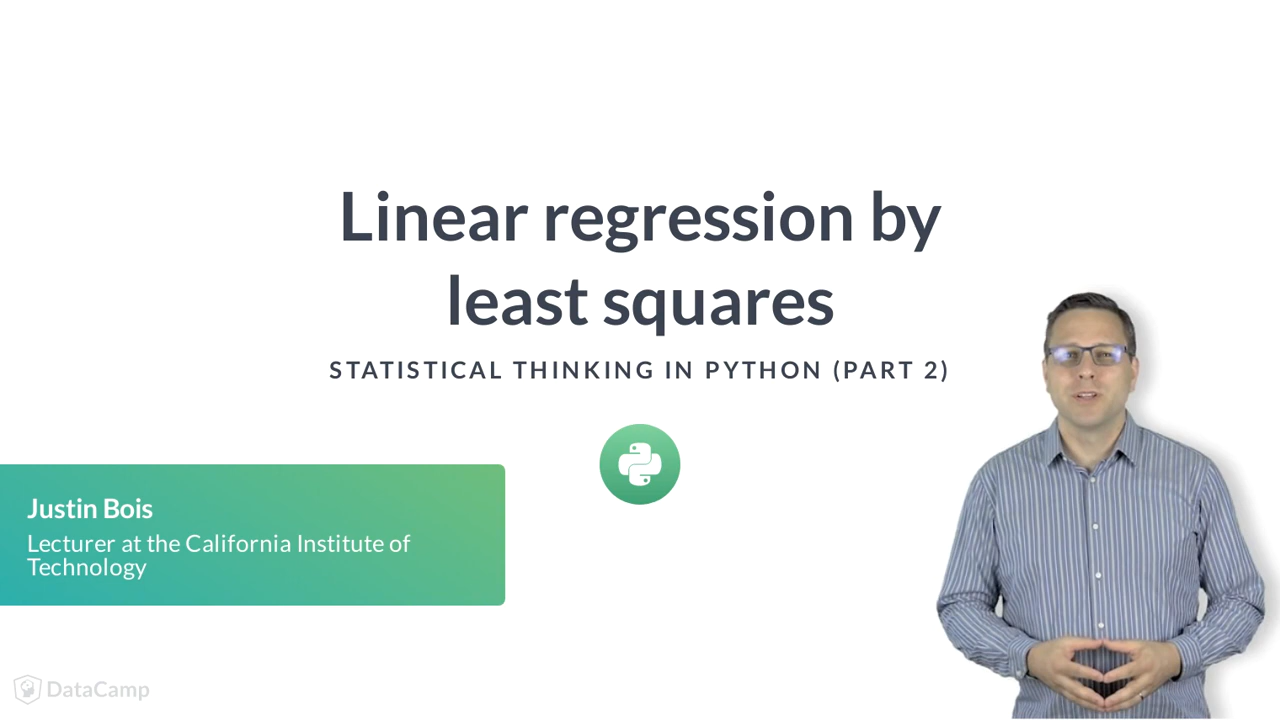 Linear regression by
least squares
STATISTICAL THINKING IN PYTHON (PART 2)
Justin Bois
Lecturer at the California Institute of
Technology
DataCamp